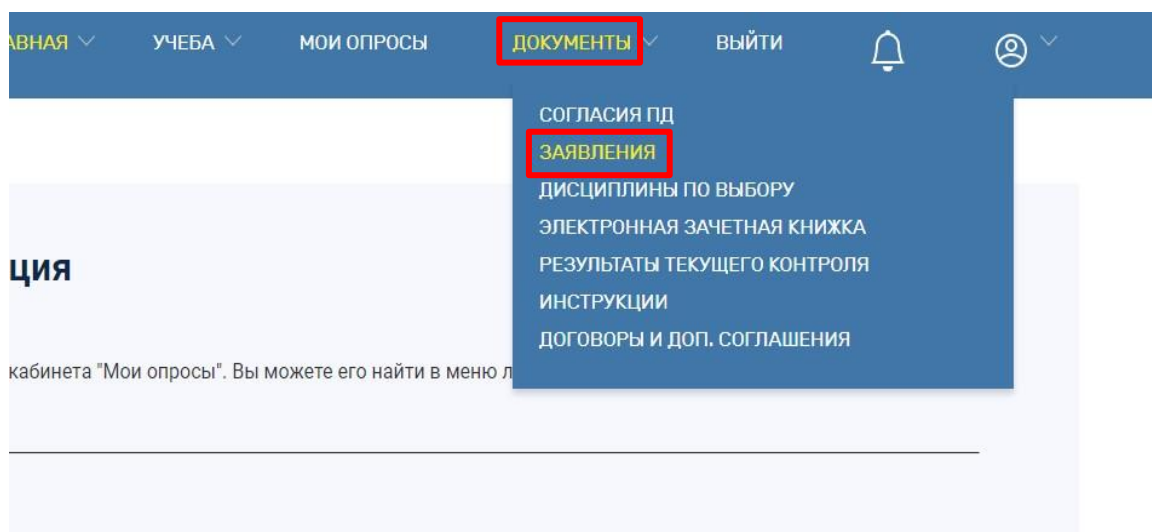 АВНАЯ УЧЕБА МОИ ОПРОСЫ ДОКУМЕНТЫ ВЫЙТИ
СОГЛАСИЯ ПД
ЗАЯВЛЕНИЯ
ДИСЦИПЛИНЫ ПО ВЫБОРУ
ЭЛЕКТРОННАЯ ЗАЧЕТНАЯ КНИЖКА
ция
РЕЗУЛЬТАТЫ ТЕКУЩЕГО КОНТРОЛЯ
ИНСТРУКЦИИ
ДОГОВОРЫ И ДОП. СОГЛАШЕНИЯ
кабинета "Мои опросы". Вы можете его найти в меню л